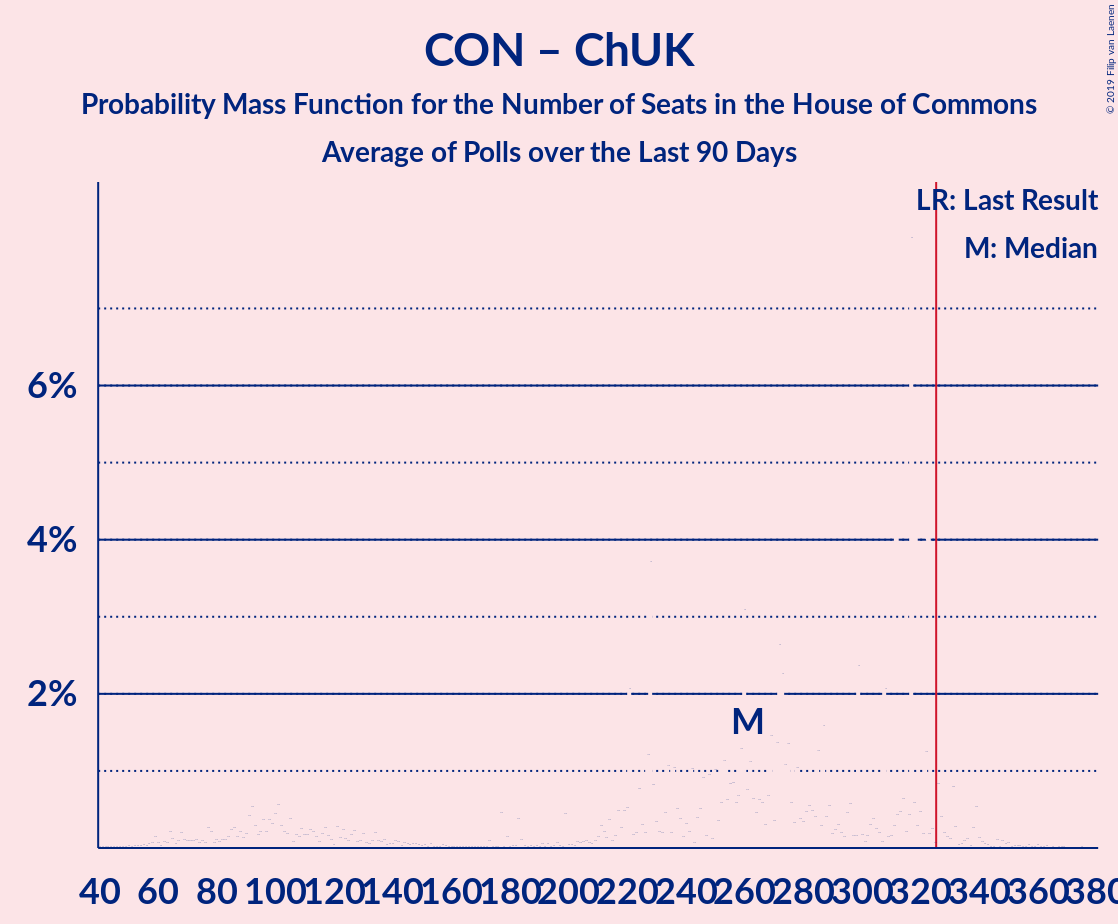 CON – ChUK
Probability Mass Function for the Number of Seats in the House of Commons
Average of Polls over the Last 90 Days
© 2019 Filip van Laenen
LR: Last Result
M: Median
6%
4%
2%
M
40 60 80 100 120 140 160 180 200 220 240 260 280 300 320 340 360 380